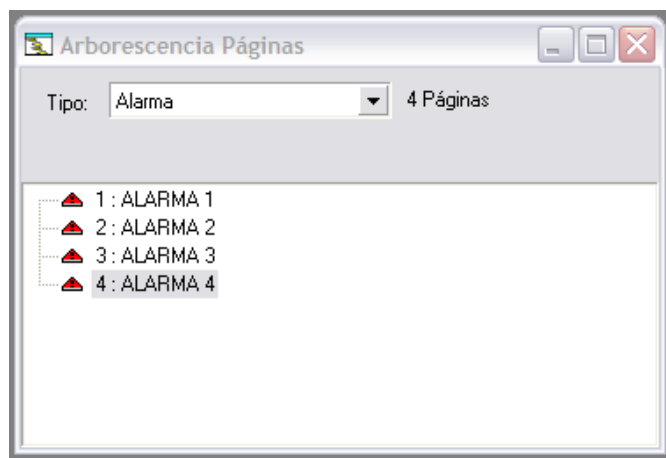 Arborescencia Páginas
Tipo: Alarma 4 Páginas
1 : ALARMA 1
2 : ALARMA 2
3 : ALARMA 3
4 : ALARMA 4